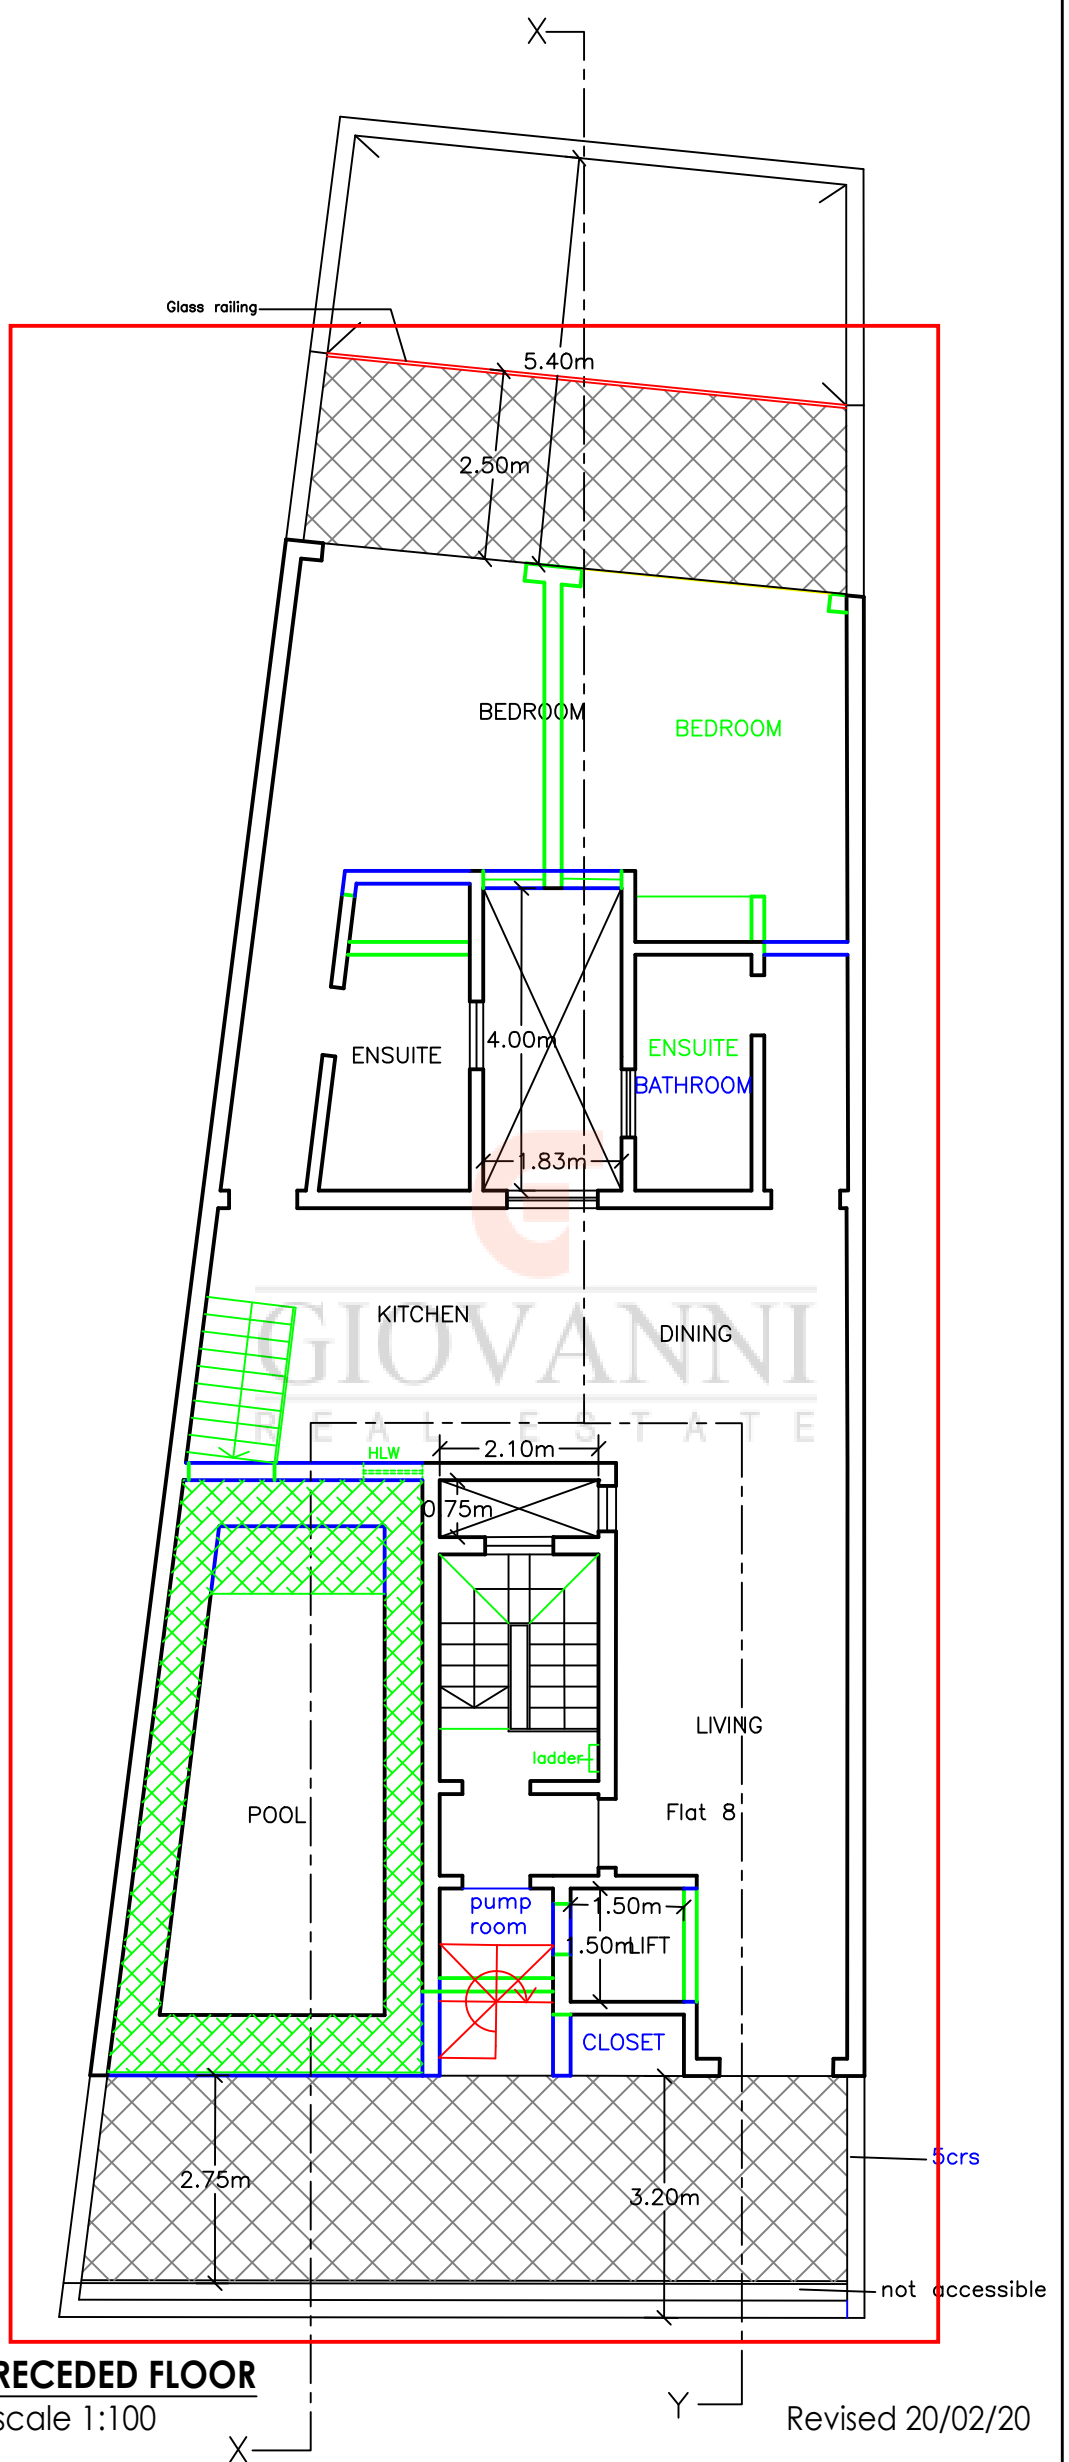 X
Glass railing
5.40m
2.50m
BEDROOM
BEDROOM
4.00m
ENSUITE
ENSUITE
BATHROOM
1.83m
KITCHEN
DINING
GIOVANNI
REAL ESTATE
HLW
2.10m
0.75m
LIVING
ladder
Flat 8
POOL
pump
room
1.50m
1.50m
LIFT
CLOSET
5crs
2.75m
3.20m
not accessible
RECEDED FLOOR
scale 1:100
Y
Revised 20/02/20
X